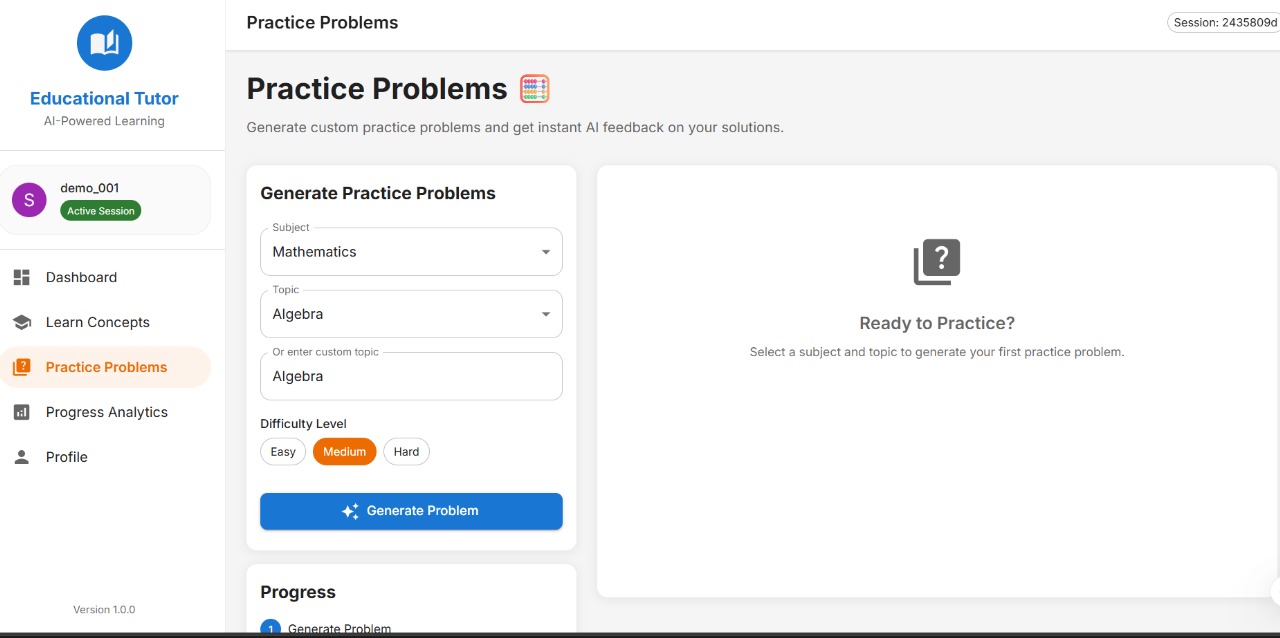 Educational Tutor
AI-Powered Learning
S
demo_001
Active Session
Dashboard
Learn Concepts
Practice Problems
Progress Analytics
Profile
Version 1.0.0
Practice Problems
Session: 2435809d
Practice Problems
Generate custom practice problems and get instant AI feedback on your solutions.
Generate Practice Problems
Subject
Mathematics
Topic
Algebra
Or enter custom topic
Algebra
Difficulty Level
Easy Medium Hard
Generate Problem
Progress
1 Generate Problem
?
Ready to Practice?
Select a subject and topic to generate your first practice problem.